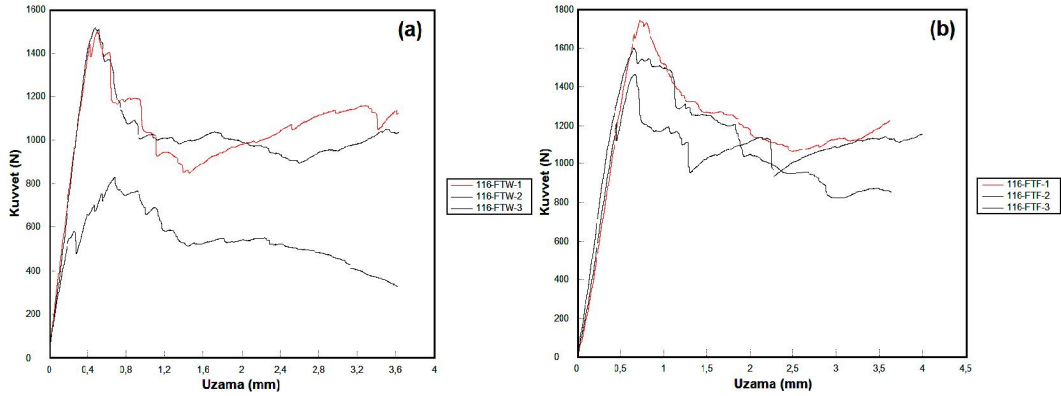 (a)
Kuvvet (N)
1600
1400
1200
1000
800
600
400
200
0
0 0,4 0,8 1,2 1,6 2 2,4 2,8 3,2 3,6 4
Uzama (mm)
116-FTW-1
116-FTW-2
116-FTW-3
(b)
Kuvvet (N)
1800
1600
1400
1200
1000
800
600
400
200
0
0 0,5 1 1,5 2 2,5 3 3,5 4 4,5
Uzama (mm)
116-FTF-1
116-FTF-2
116-FTF-3